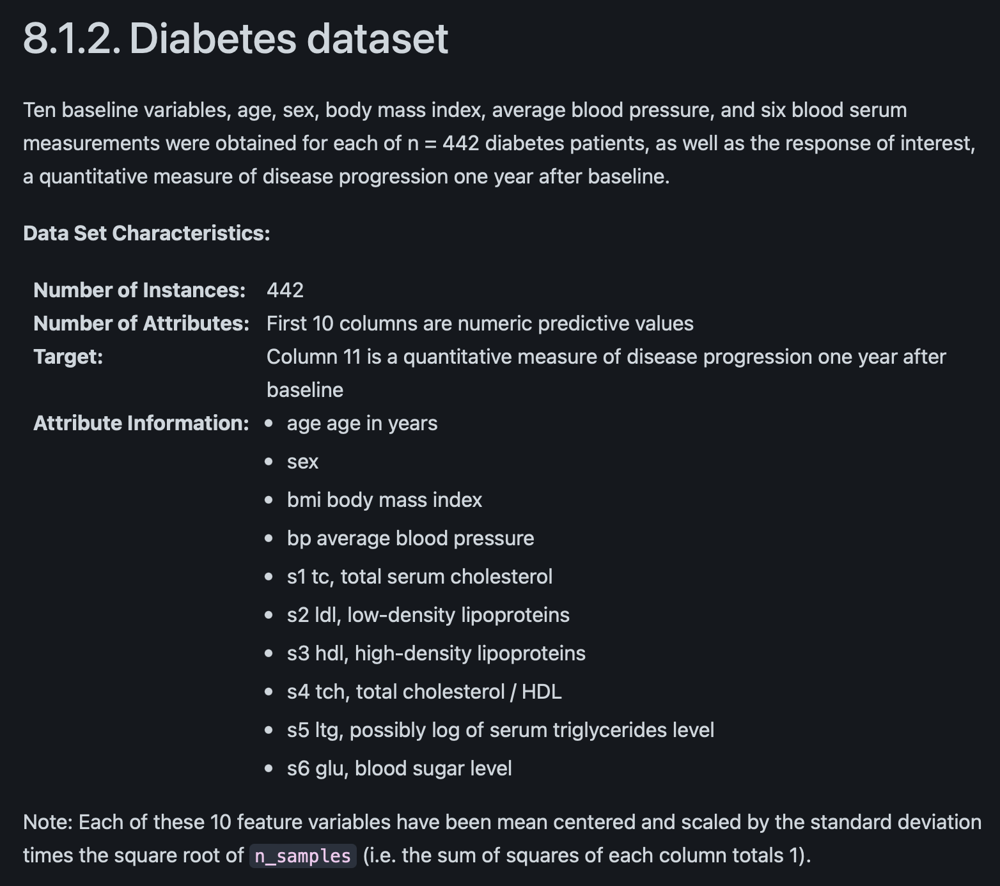 8.1.2. Diabetes dataset
Ten baseline variables, age, sex, body mass index, average blood pressure, and six blood serum
measurements were obtained for each of n = 442 diabetes patients, as well as the response of interest,
a quantitative measure of disease progression one year after baseline.
Data Set Characteristics:
Number of Instances: 442
Number of Attributes: First 10 columns are numeric predictive values
Target: Column 11 is a quantitative measure of disease progression one year after
baseline
Attribute Information: • age age in years
• sex
• bmi body mass index
• bp average blood pressure
• s1 tc, total serum cholesterol
• s2 ldl, low-density lipoproteins
• s3 hdl, high-density lipoproteins
• s4 tch, total cholesterol / HDL
• s5 ltg, possibly log of serum triglycerides level
• s6 glu, blood sugar level
Note: Each of these 10 feature variables have been mean centered and scaled by the standard deviation
times the square root of n_samples (i.e. the sum of squares of each column totals 1).